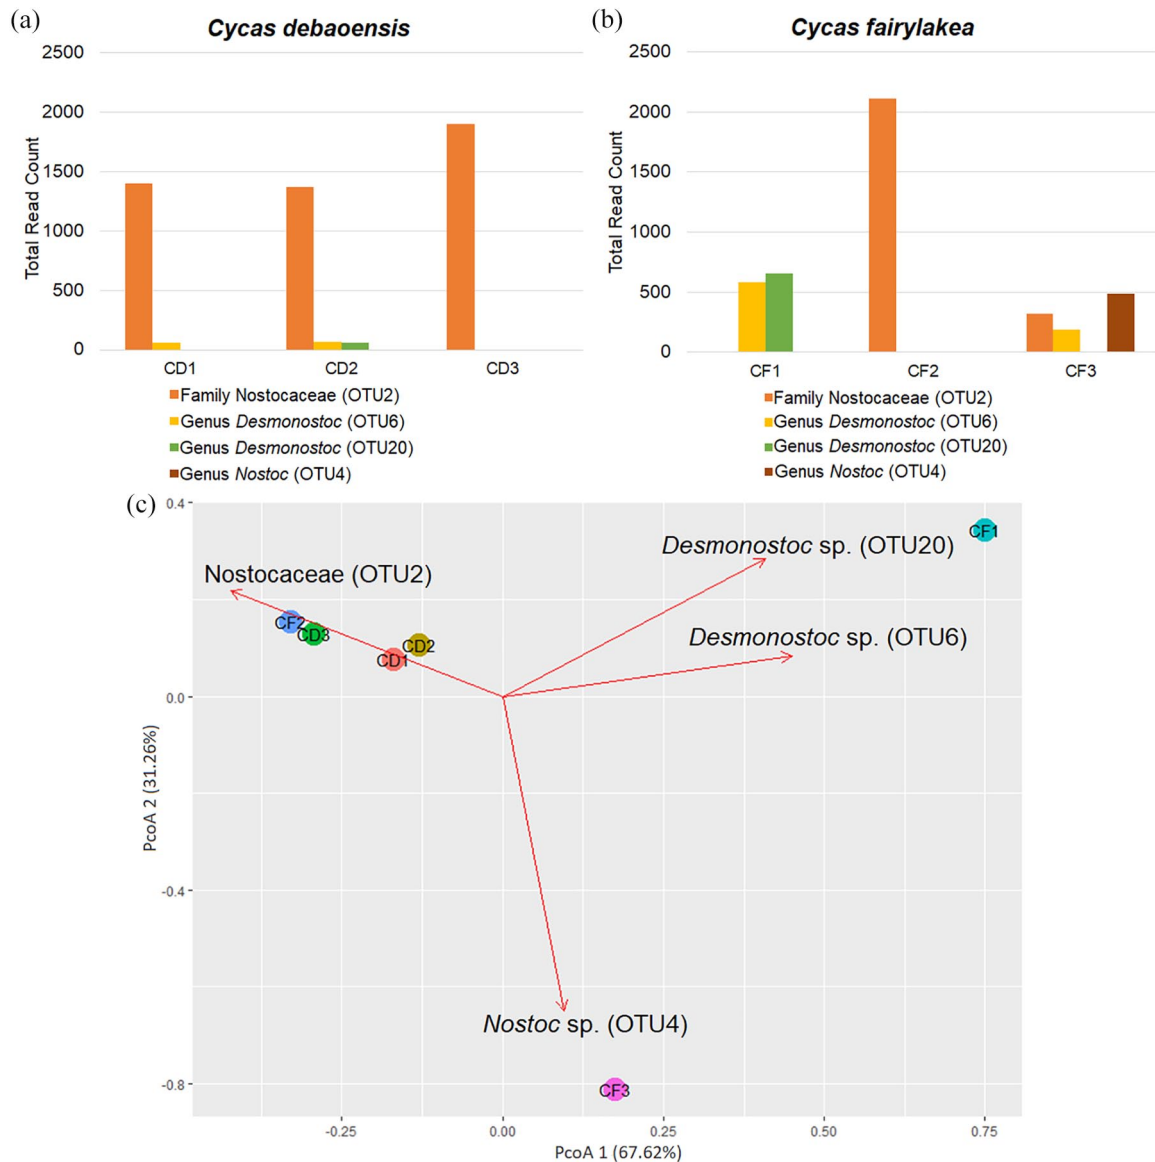 (a)
Cycas debaoensis
2500
2000
1500
1000
500
0
Total Read Count
CD1 CD2 CD3
Family Nostocaceae (OTU2)
Genus Desmonostoc (OTU6)
Genus Desmonostoc (OTU20)
Genus Nostoc (OTU4)
(b)
Cycas fairylakea
2500
2000
1500
1000
500
0
Total Read Count
CF1 CF2 CF3
Family Nostocaceae (OTU2)
Genus Desmonostoc (OTU6)
Genus Desmonostoc (OTU20)
Genus Nostoc (OTU4)
(c)
0.4
0.0
-0.4
-0.8
PcoA 2 (31.26%)
CF1
Desmonostoc sp. (OTU20)
Nostocaceae (OTU2)
CF2
CD3
Desmonostoc sp. (OTU6)
CD2
CD1
Nostoc sp. (OTU4)
CF3
-0.25 0.00 0.25 0.50 0.75
PcoA 1 (67.62%)